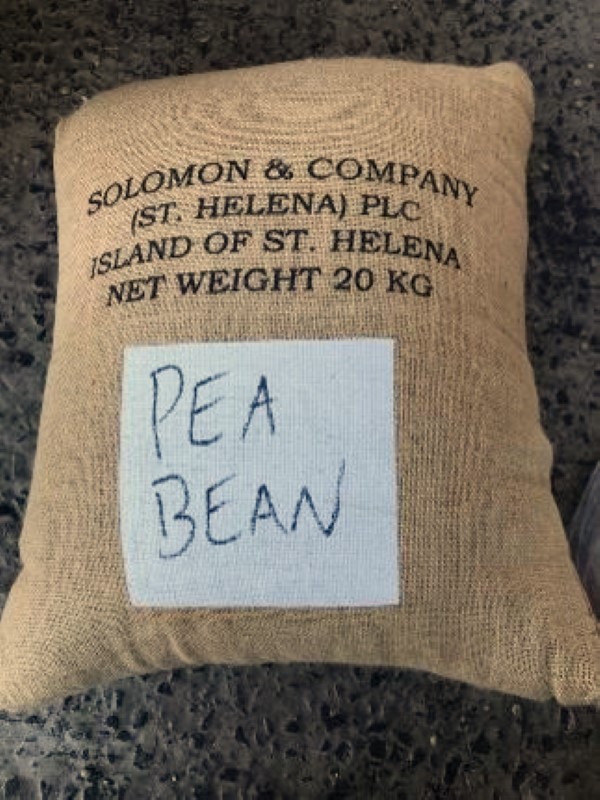 SOLOMON & COMPANY
(ST. HELENA) PLC
ISLAND OF ST. HELENA
NET WEIGHT 20 KG
PEA
BEAN